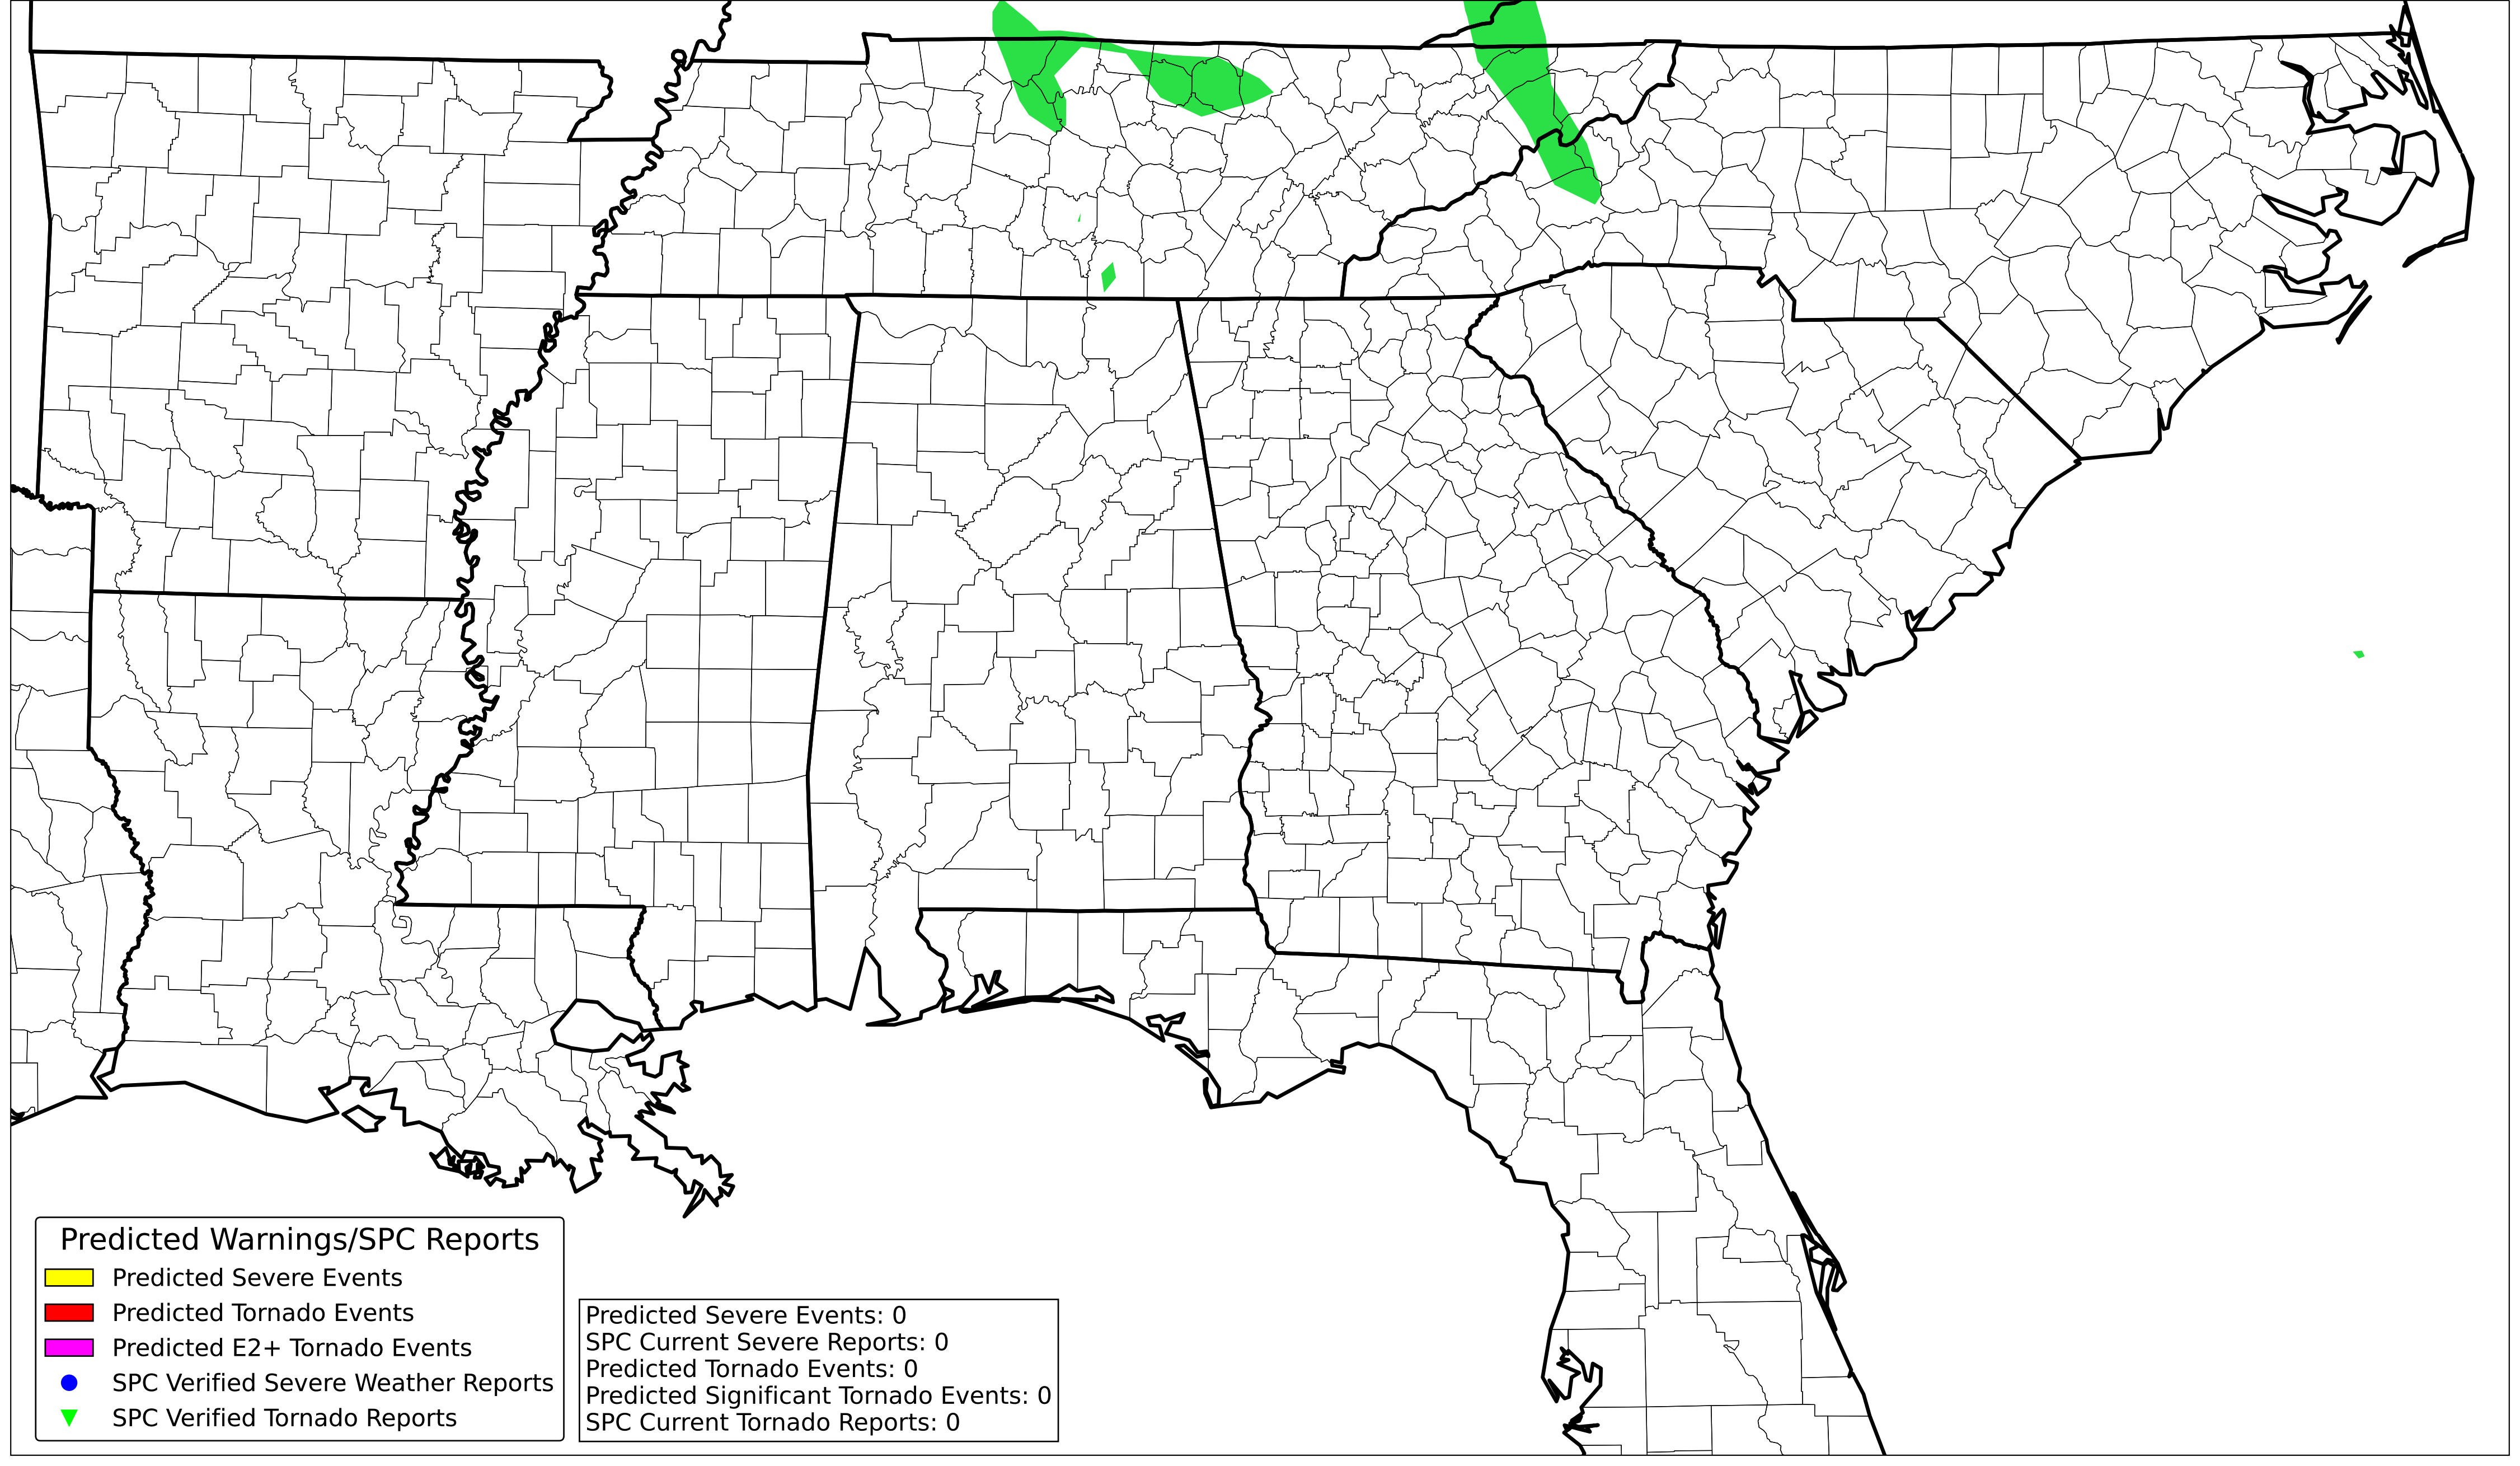 Predicted Warnings/SPC Reports
Predicted Severe Events
Predicted Tornado Events
Predicted E2+ Tornado Events
SPC Verified Severe Weather Reports
SPC Verified Tornado Reports
Predicted Severe Events: 0
SPC Current Severe Reports: 0
Predicted Tornado Events: 0
Predicted Significant Tornado Events: 0
SPC Current Tornado Reports: 0